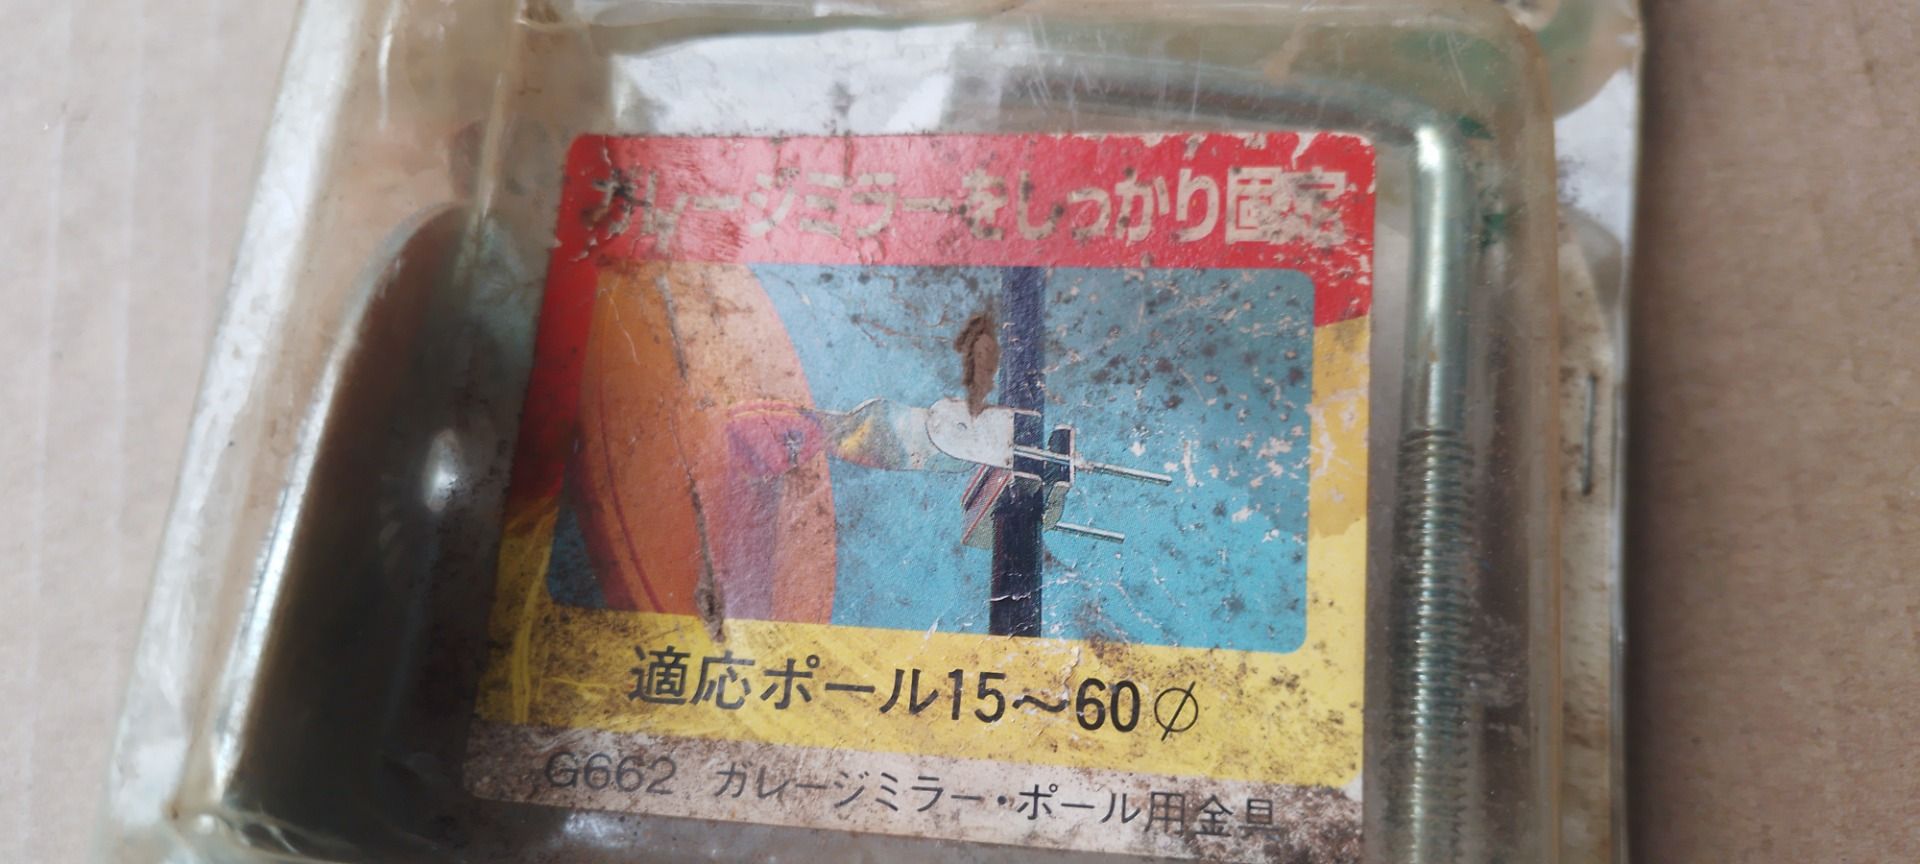 ガレージミラーをしっかり固定
適応ポール15〜60∅
G662 ガレージミラー・ポール用金具